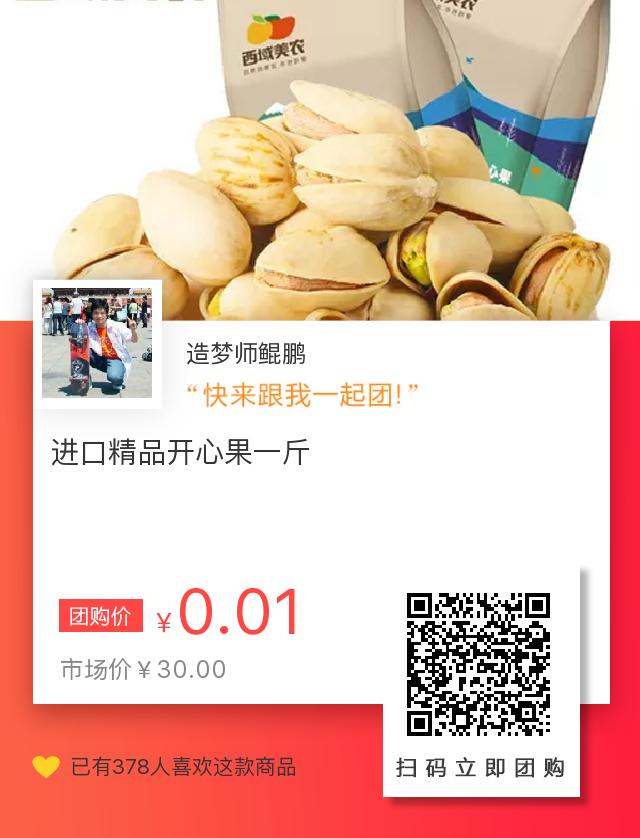 西域美农
造梦师鲲鹏
“快来跟我一起团!”
进口精品开心果一斤
团购价 ¥0.01
市场价¥30.00
已有378人喜欢这款商品
扫码立即团购